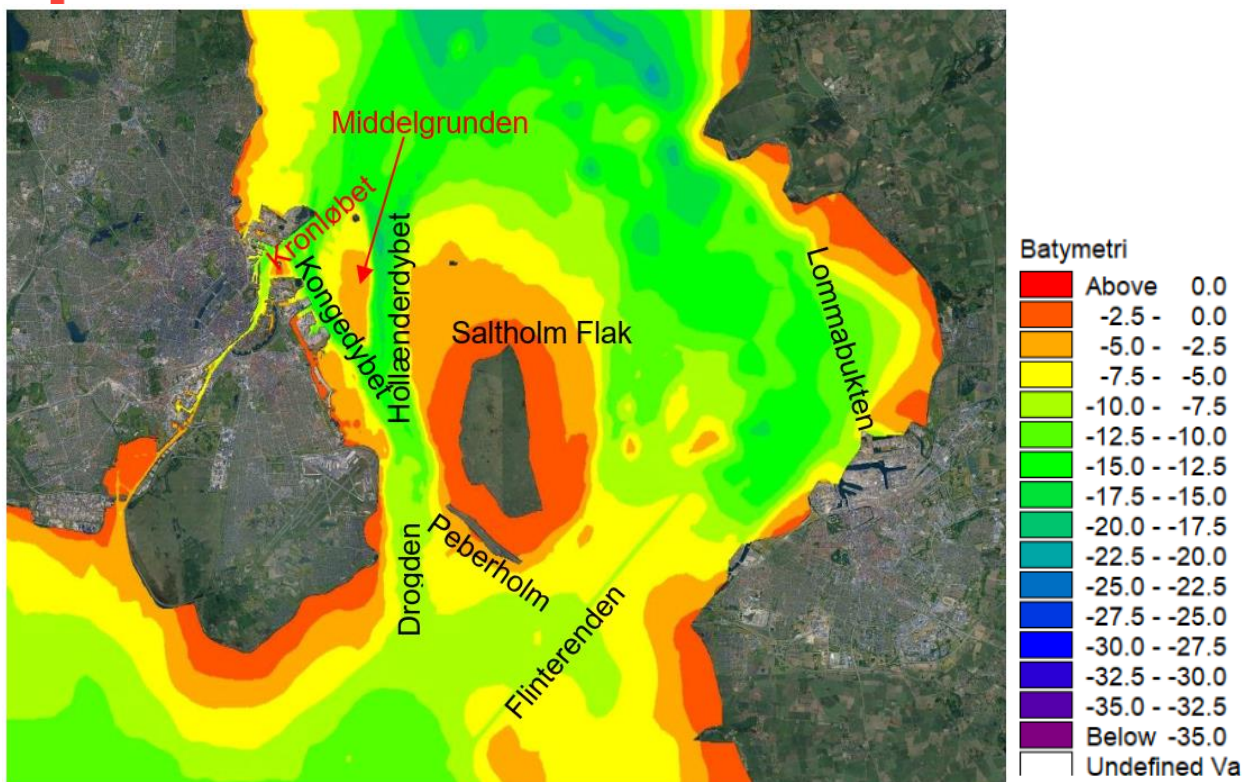 Middelgrunden
Kronløbet
Kongedybet
Hollænderdybet
Saltholm Flak
Lommabukten
Peberholm
Drogden
Flinterenden
Batymetri
Above 0.0
-2.5 - 0.0
-5.0 - -2.5
-7.5 - -5.0
-10.0 - -7.5
-12.5 - -10.0
-15.0 - -12.5
-17.5 - -15.0
-20.0 - -17.5
-22.5 - -20.0
-25.0 - -22.5
-27.5 - -25.0
-30.0 - -27.5
-32.5 - -30.0
-35.0 - -32.5
Below -35.0
Undefined Va